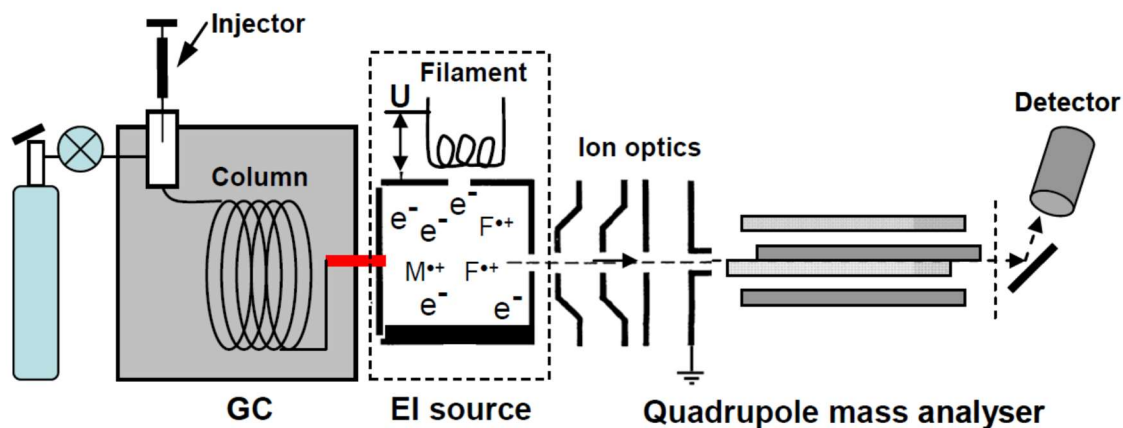 Injector
Filament
U
Detector
Ion optics
Column
e⁻ e⁻ e⁻ F•+
M•+ F•+
e⁻ e⁻
GC
EI source
Quadrupole mass analyser